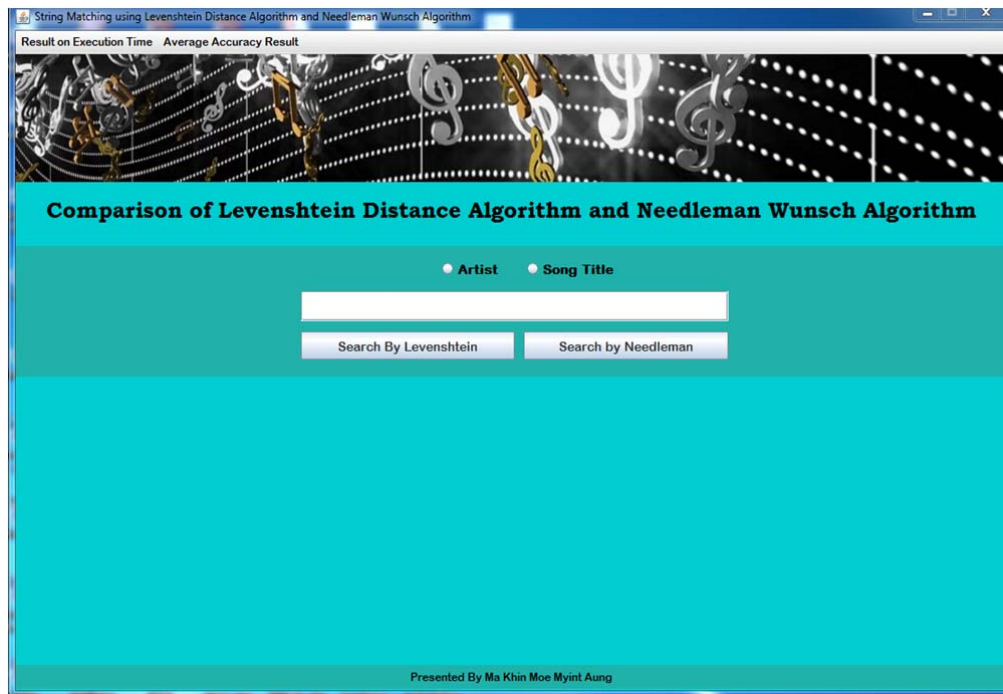 String Matching using Levenshtein Distance Algorithm and Needleman Wunsch Algorithm
Result on Execution Time Average Accuracy Result
Comparison of Levenshtein Distance Algorithm and Needleman Wunsch Algorithm
Artist Song Title
Search By Levenshtein Search by Needleman
Presented By Ma Khin Moe Myint Aung